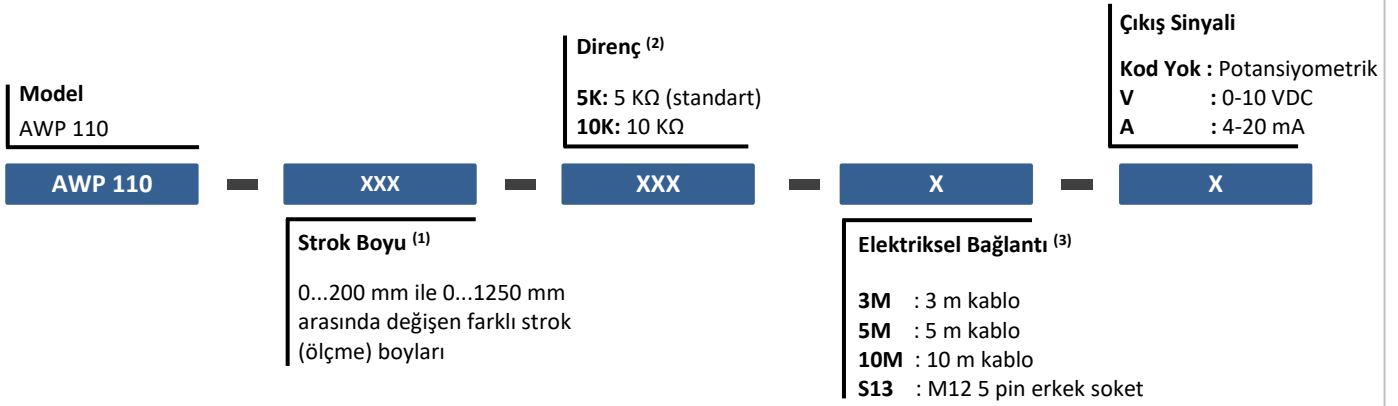 Model
AWP 110
Direnç (2)
5K: 5 KΩ (standart)
10K: 10 KΩ
Çıkış Sinyali
Kod Yok : Potansiyometrik
V : 0-10 VDC
A : 4-20 mA
AWP 110 – XXX – XXX – X – X
Strok Boyu (1)
0...200 mm ile 0...1250 mm
arasında değişen farklı strok
(ölçme) boyları
Elektriksel Bağlantı (3)
3M : 3 m kablo
5M : 5 m kablo
10M : 10 m kablo
S13 : M12 5 pin erkek soket